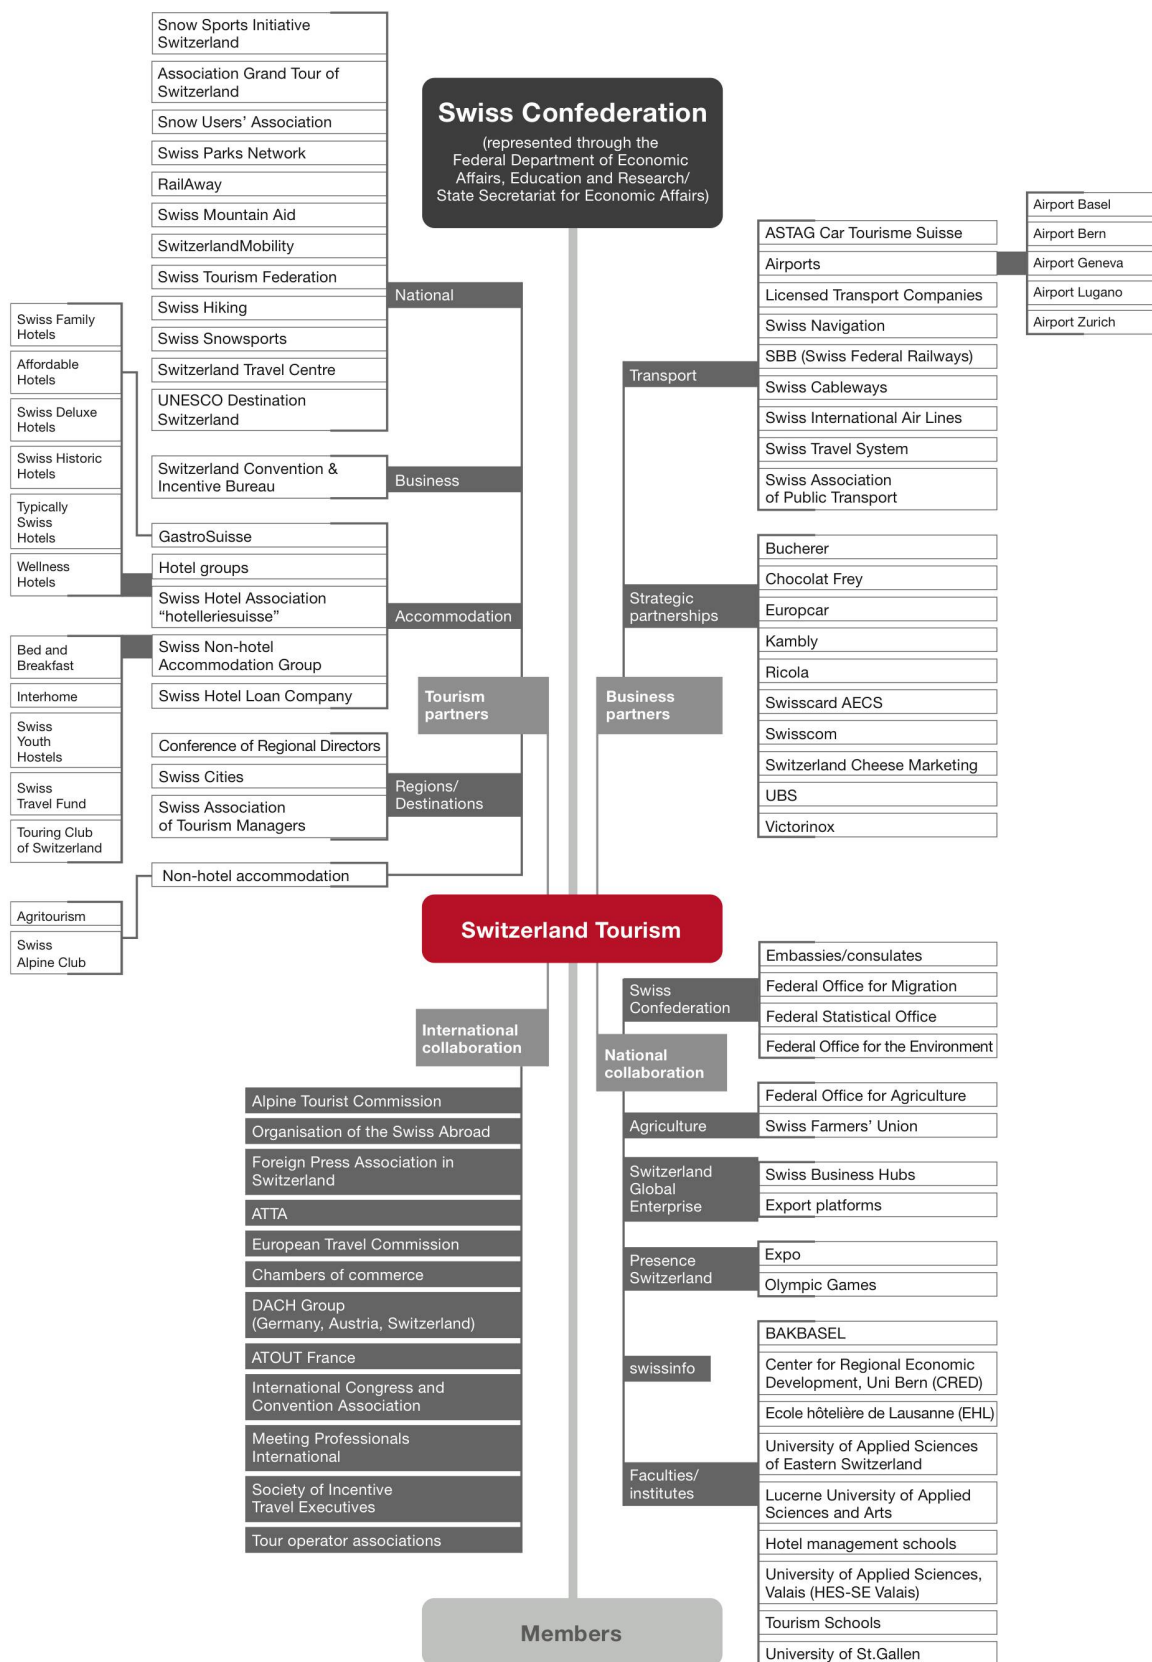 Swiss Confederation
(represented through the
Federal Department of Economic
Affairs, Education and Research/
State Secretariat for Economic Affairs)
Snow Sports Initiative
Switzerland
Association Grand Tour of
Switzerland
Snow Users’ Association
Swiss Parks Network
RailAway
Swiss Mountain Aid
SwitzerlandMobility
Swiss Tourism Federation
Swiss Hiking
Swiss Snowsports
Switzerland Travel Centre
UNESCO Destination
Switzerland
National
Switzerland Convention &
Incentive Bureau
Business
Swiss Family
Hotels
Affordable
Hotels
Swiss Deluxe
Hotels
Swiss Historic
Hotels
Typically
Swiss
Hotels
Wellness
Hotels
GastroSuisse
Hotel groups
Swiss Hotel Association
“hotelleriesuisse”
Swiss Non-hotel
Accommodation Group
Swiss Hotel Loan Company
Accommodation
Bed and
Breakfast
Interhome
Swiss
Youth
Hostels
Swiss
Travel Fund
Touring Club
of Switzerland
Tourism
partners
Conference of Regional Directors
Swiss Cities
Swiss Association
of Tourism Managers
Regions/
Destinations
Non-hotel accommodation
Agritourism
Swiss
Alpine Club
ASTAG Car Tourisme Suisse
Airports
Licensed Transport Companies
Swiss Navigation
SBB (Swiss Federal Railways)
Swiss Cableways
Swiss International Air Lines
Swiss Travel System
Swiss Association
of Public Transport
Transport
Airport Basel
Airport Bern
Airport Geneva
Airport Lugano
Airport Zurich
Bucherer
Chocolat Frey
Europcar
Kambly
Ricola
Swisscard AECS
Swisscom
Switzerland Cheese Marketing
UBS
Victorinox
Strategic
partnerships
Business
partners
Switzerland Tourism
International
collaboration
Alpine Tourist Commission
Organisation of the Swiss Abroad
Foreign Press Association in
Switzerland
ATTA
European Travel Commission
Chambers of commerce
DACH Group
(Germany, Austria, Switzerland)
ATOUT France
International Congress and
Convention Association
Meeting Professionals
International
Society of Incentive
Travel Executives
Tour operator associations
National
collaboration
Swiss
Confederation
Embassies/consulates
Federal Office for Migration
Federal Statistical Office
Federal Office for the Environment
Agriculture
Federal Office for Agriculture
Swiss Farmers’ Union
Switzerland
Global
Enterprise
Swiss Business Hubs
Export platforms
Presence
Switzerland
Expo
Olympic Games
swissinfo
Faculties/
institutes
BAKBASEL
Center for Regional Economic
Development, Uni Bern (CRED)
Ecole hôtelière de Lausanne (EHL)
University of Applied Sciences
of Eastern Switzerland
Lucerne University of Applied
Sciences and Arts
Hotel management schools
University of Applied Sciences,
Valais (HES-SE Valais)
Tourism Schools
University of St.Gallen
Members